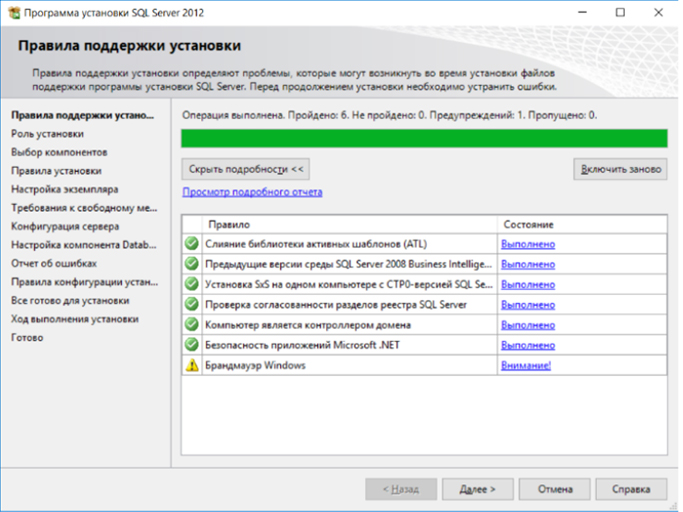 Программа установки SQL Server 2012
Правила поддержки установки
Правила поддержки установки определяют проблемы, которые могут возникнуть во время установки файлов
поддержки программы установки SQL Server. Перед продолжением установки необходимо устранить ошибки.
Правила поддержки устано...
Роль установки
Выбор компонентов
Правила установки
Настройка экземпляра
Требования к свободному ме...
Конфигурация сервера
Настройка компонента Datab...
Отчет об ошибках
Правила конфигурации устан...
Все готово для установки
Ход выполнения установки
Готово
Операция выполнена. Пройдено: 6. Не пройдено: 0. Предупреждений: 1. Пропущено: 0.
Скрыть подробности << Включить заново
Просмотр подробного отчета
Правило Состояние
Слияние библиотеки активных шаблонов (ATL) Выполнено
Предыдущие версии среды SQL Server 2008 Business Intellige... Выполнено
Установка SxS на одном компьютере с CTP0-версией SQL Se... Выполнено
Проверка согласованности разделов реестра SQL Server Выполнено
Компьютер является контроллером домена Выполнено
Безопасность приложений Microsoft .NET Выполнено
Брандмауэр Windows Внимание!
< Назад Далее > Отмена Справка